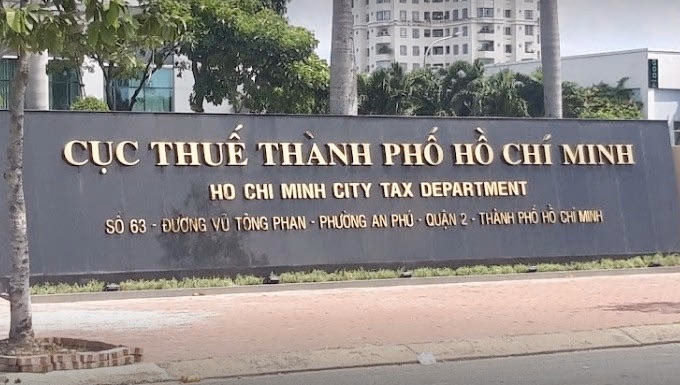 CỤC THUẾ THÀNH PHỐ HỒ CHÍ MINH
HO CHI MINH CITY TAX DEPARTMENT
SỐ 63 - ĐƯỜNG VŨ TÔNG PHAN - PHƯỜNG AN PHÚ - QUẬN 2 - THÀNH PHỐ HỒ CHÍ MINH